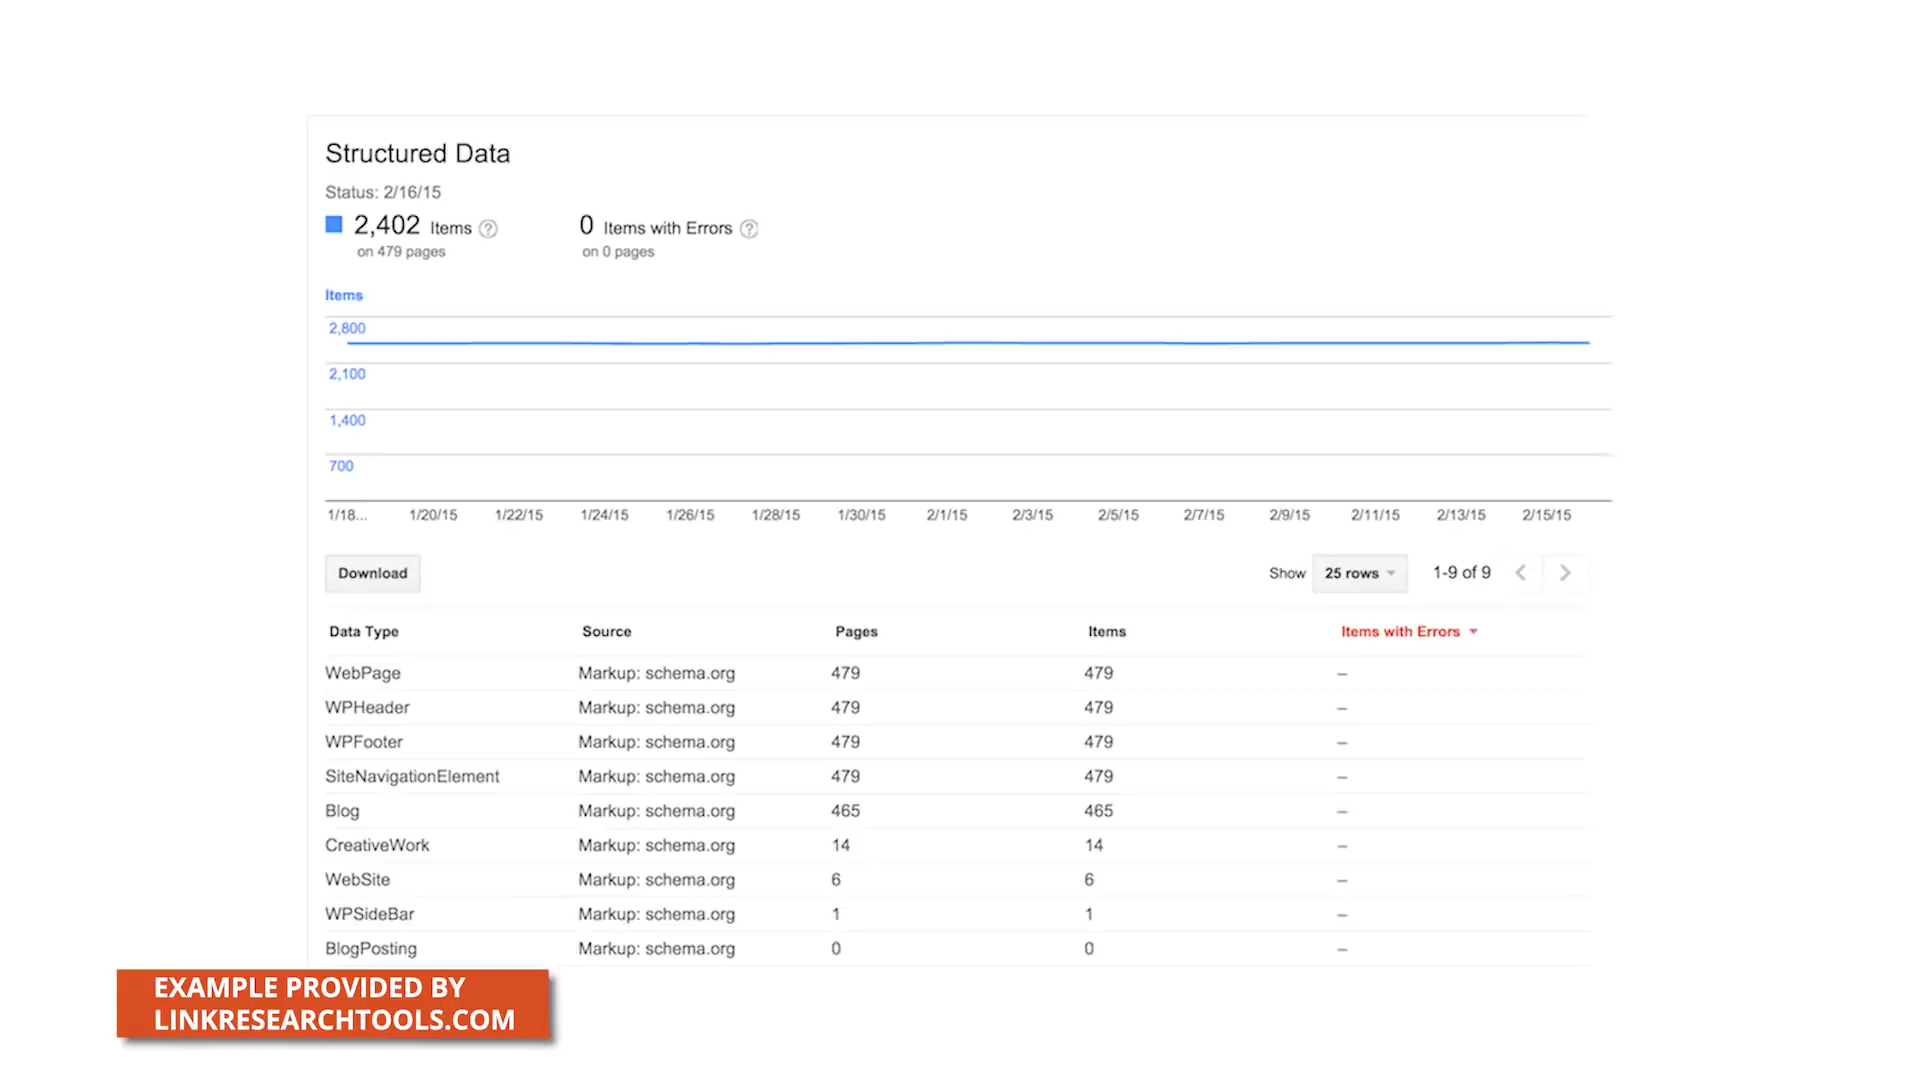 Structured Data
Status: 2/16/15
2,402 Items ? 0 Items with Errors ?
on 479 pages on 0 pages
Items
2,800
2,100
1,400
700
1/18... 1/20/15 1/22/15 1/24/15 1/26/15 1/28/15 1/30/15 2/1/15 2/3/15 2/5/15 2/7/15 2/9/15 2/11/15 2/13/15 2/15/15
Download Show 25 rows 1-9 of 9
Data Type Source Pages Items Items with Errors
WebPage Markup: schema.org 479 479 –
WPHeader Markup: schema.org 479 479 –
WPFooter Markup: schema.org 479 479 –
SiteNavigationElement Markup: schema.org 479 479 –
Blog Markup: schema.org 465 465 –
CreativeWork Markup: schema.org 14 14 –
WebSite Markup: schema.org 6 6 –
WPSideBar Markup: schema.org 1 1 –
BlogPosting Markup: schema.org 0 0 –
EXAMPLE PROVIDED BY
LINKRESEARCHTOOLS.COM